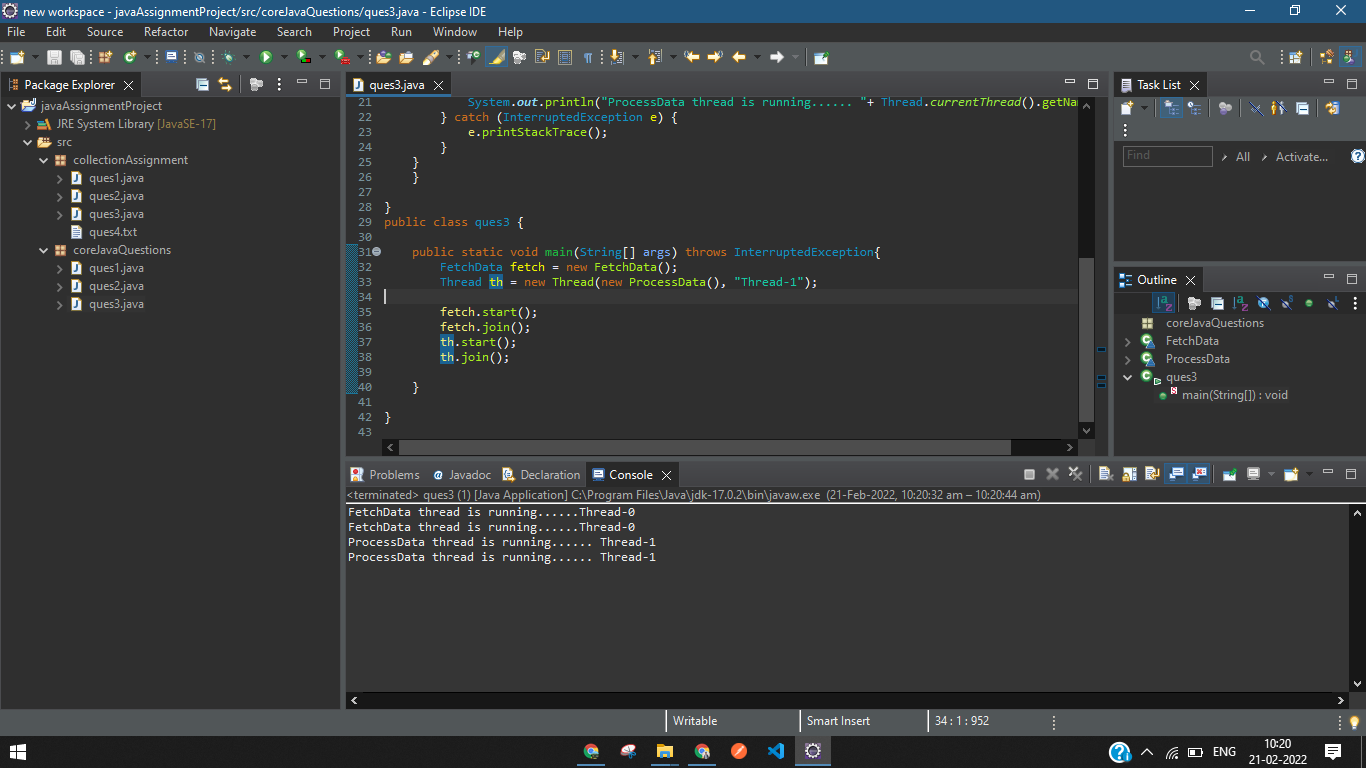 new workspace - javaAssignmentProject/src/coreJavaQuestions/ques3.java - Eclipse IDE
File Edit Source Refactor Navigate Search Project Run Window Help
Package Explorer
javaAssignmentProject
JRE System Library [JavaSE-17]
src
collectionAssignment
ques1.java
ques2.java
ques3.java
ques4.txt
coreJavaQuestions
ques1.java
ques2.java
ques3.java
ques3.java
21 System.out.println("ProcessData thread is running...... "+ Thread.currentThread().getNa
22 } catch (InterruptedException e) {
23 e.printStackTrace();
24 }
25 }
26 }
27
28 }
29 public class ques3 {
30
31 public static void main(String[] args) throws InterruptedException{
32 FetchData fetch = new FetchData();
33 Thread th = new Thread(new ProcessData(), "Thread-1");
34
35 fetch.start();
36 fetch.join();
37 th.start();
38 th.join();
39
40 }
41
42 }
43
Task List
Find All Activate...
Outline
coreJavaQuestions
FetchData
ProcessData
ques3
main(String[]) : void
Problems Javadoc Declaration Console
<terminated> ques3 (1) [Java Application] C:\Program Files\Java\jdk-17.0.2\bin\javaw.exe (21-Feb-2022, 10:20:32 am – 10:20:44 am)
FetchData thread is running......Thread-0
FetchData thread is running......Thread-0
ProcessData thread is running...... Thread-1
ProcessData thread is running...... Thread-1
Writable Smart Insert 34 : 1 : 952
ENG 10:20
21-02-2022